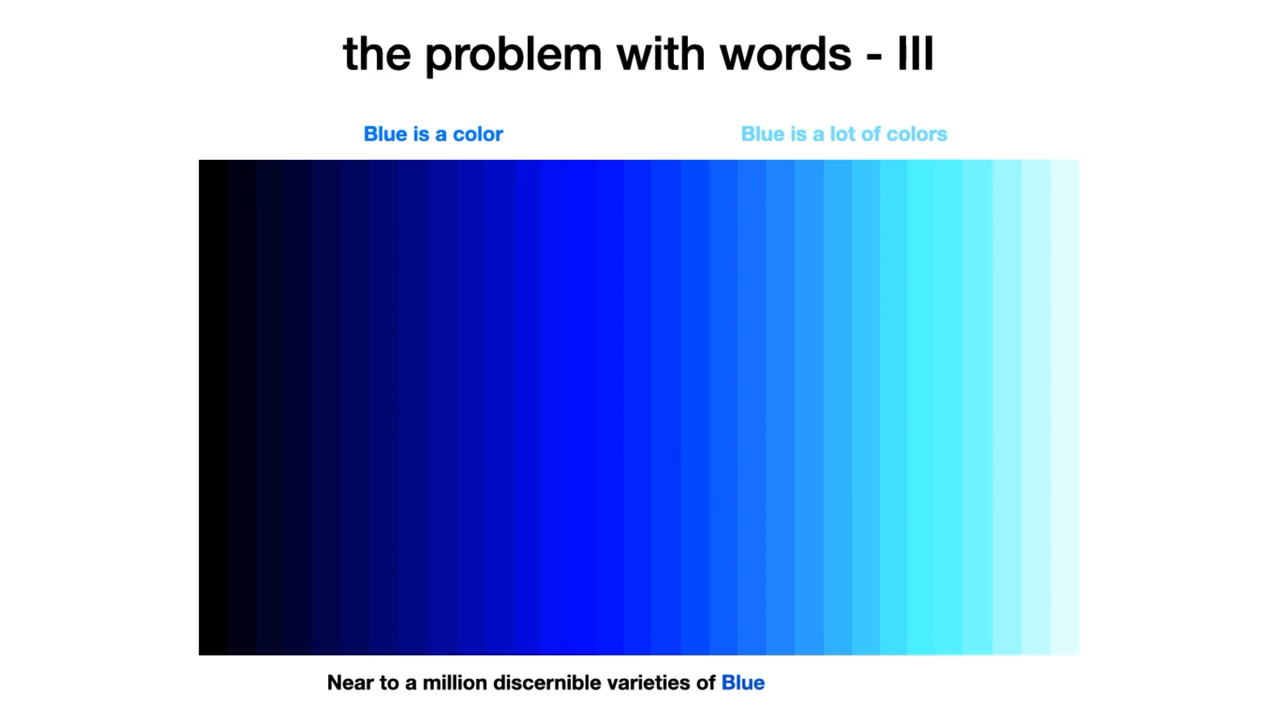 the problem with words - III
Blue is a color
Blue is a lot of colors
Near to a million discernible varieties of Blue